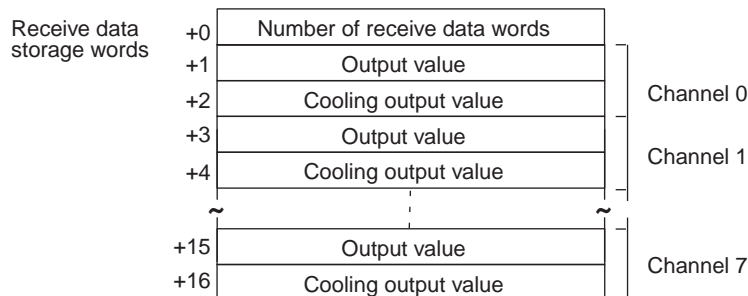 Receive data
storage words
+0 Number of receive data words
+1 Output value
+2 Cooling output value
Channel 0
+3 Output value
+4 Cooling output value
Channel 1
~ ~
+15 Output value
+16 Cooling output value
Channel 7